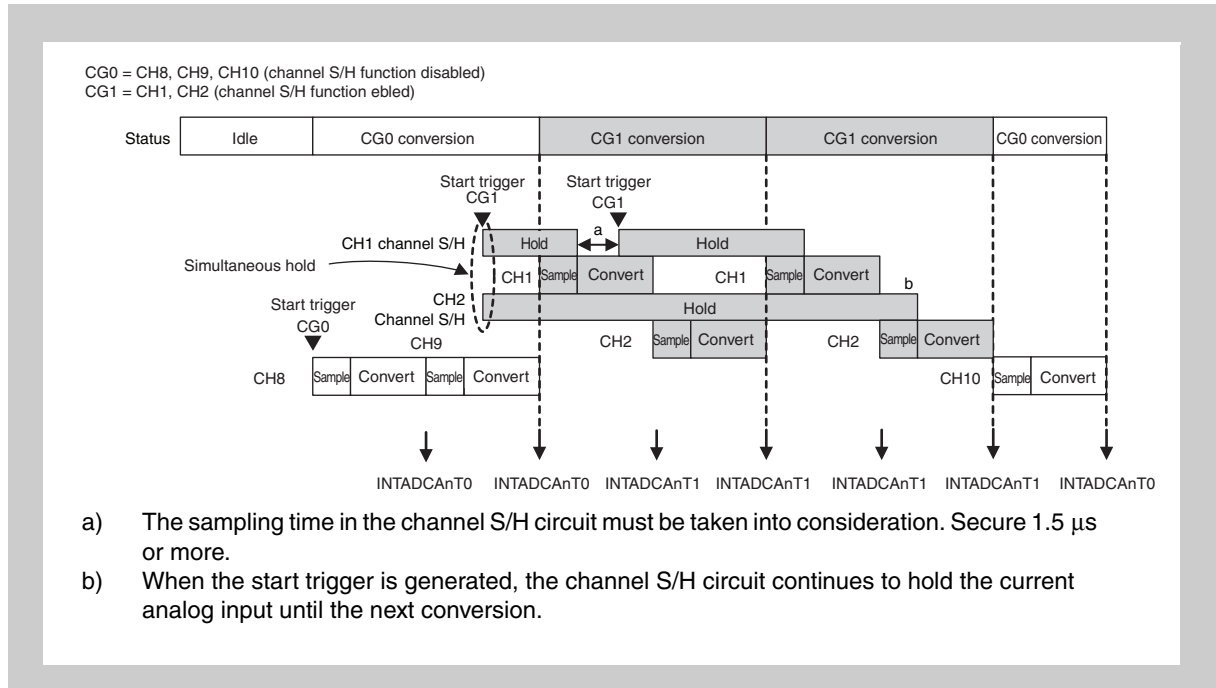 CG0 = CH8, CH9, CH10 (channel S/H function disabled)
CG1 = CH1, CH2 (channel S/H function ebled)
Status Idle CG0 conversion CG1 conversion CG1 conversion CG0 conversion
Start trigger CG1
Start trigger CG1
a
CH1 channel S/H Hold Hold
Simultaneous hold
CH1 Sample Convert CH1 Sample Convert
b
CH2 Channel S/H Hold
Start trigger CG0
CH9
CH2 Sample Convert CH2 Sample Convert
CH8 Sample Convert Sample Convert CH10 Sample Convert
INTADCAnT0 INTADCAnT0 INTADCAnT1 INTADCAnT1 INTADCAnT1 INTADCAnT1 INTADCAnT0
a) The sampling time in the channel S/H circuit must be taken into consideration. Secure 1.5 μs
or more.
b) When the start trigger is generated, the channel S/H circuit continues to hold the current
analog input until the next conversion.